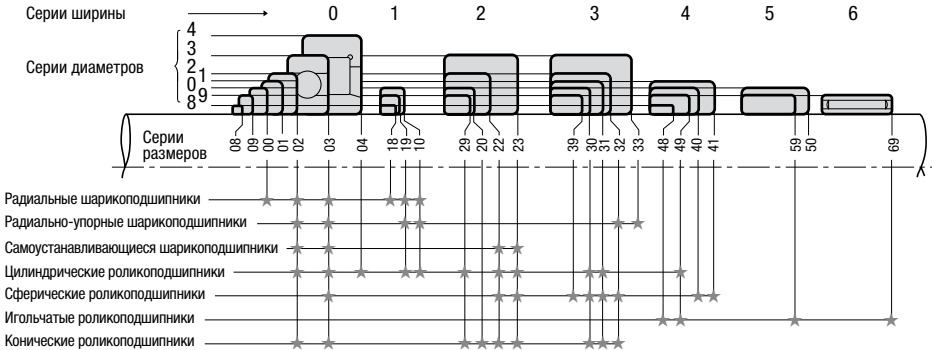 Серии ширины 0 1 2 3 4 5 6
Серии диаметров
4
3
2 1
0 9
8
Серии размеров
08 09 00 01 02 03 04 18 19 10 29 20 22 23 39 30 31 32 33 48 49 40 41 59 50 69
Радиальные шарикоподшипники
Радиально-упорные шарикоподшипники
Самоустанавливающиеся шарикоподшипники
Цилиндрические роликоподшипники
Сферические роликоподшипники
Игольчатые роликоподшипники
Конические роликоподшипники